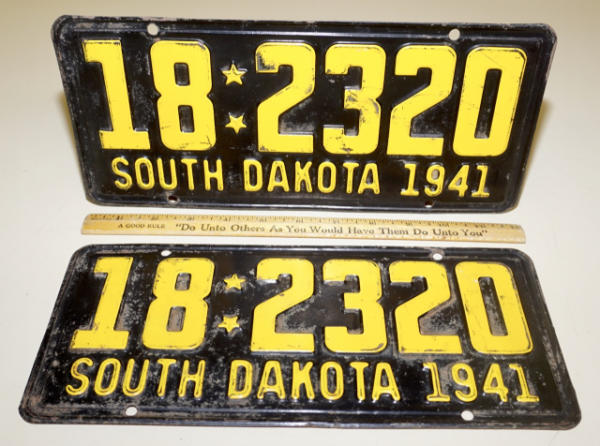 18 ⁑ 2320
SOUTH DAKOTA 1941
A GOOD RULE "Do Unto Others As You Would Have Them Do Unto You"
18 ⁑ 2320
SOUTH DAKOTA 1941